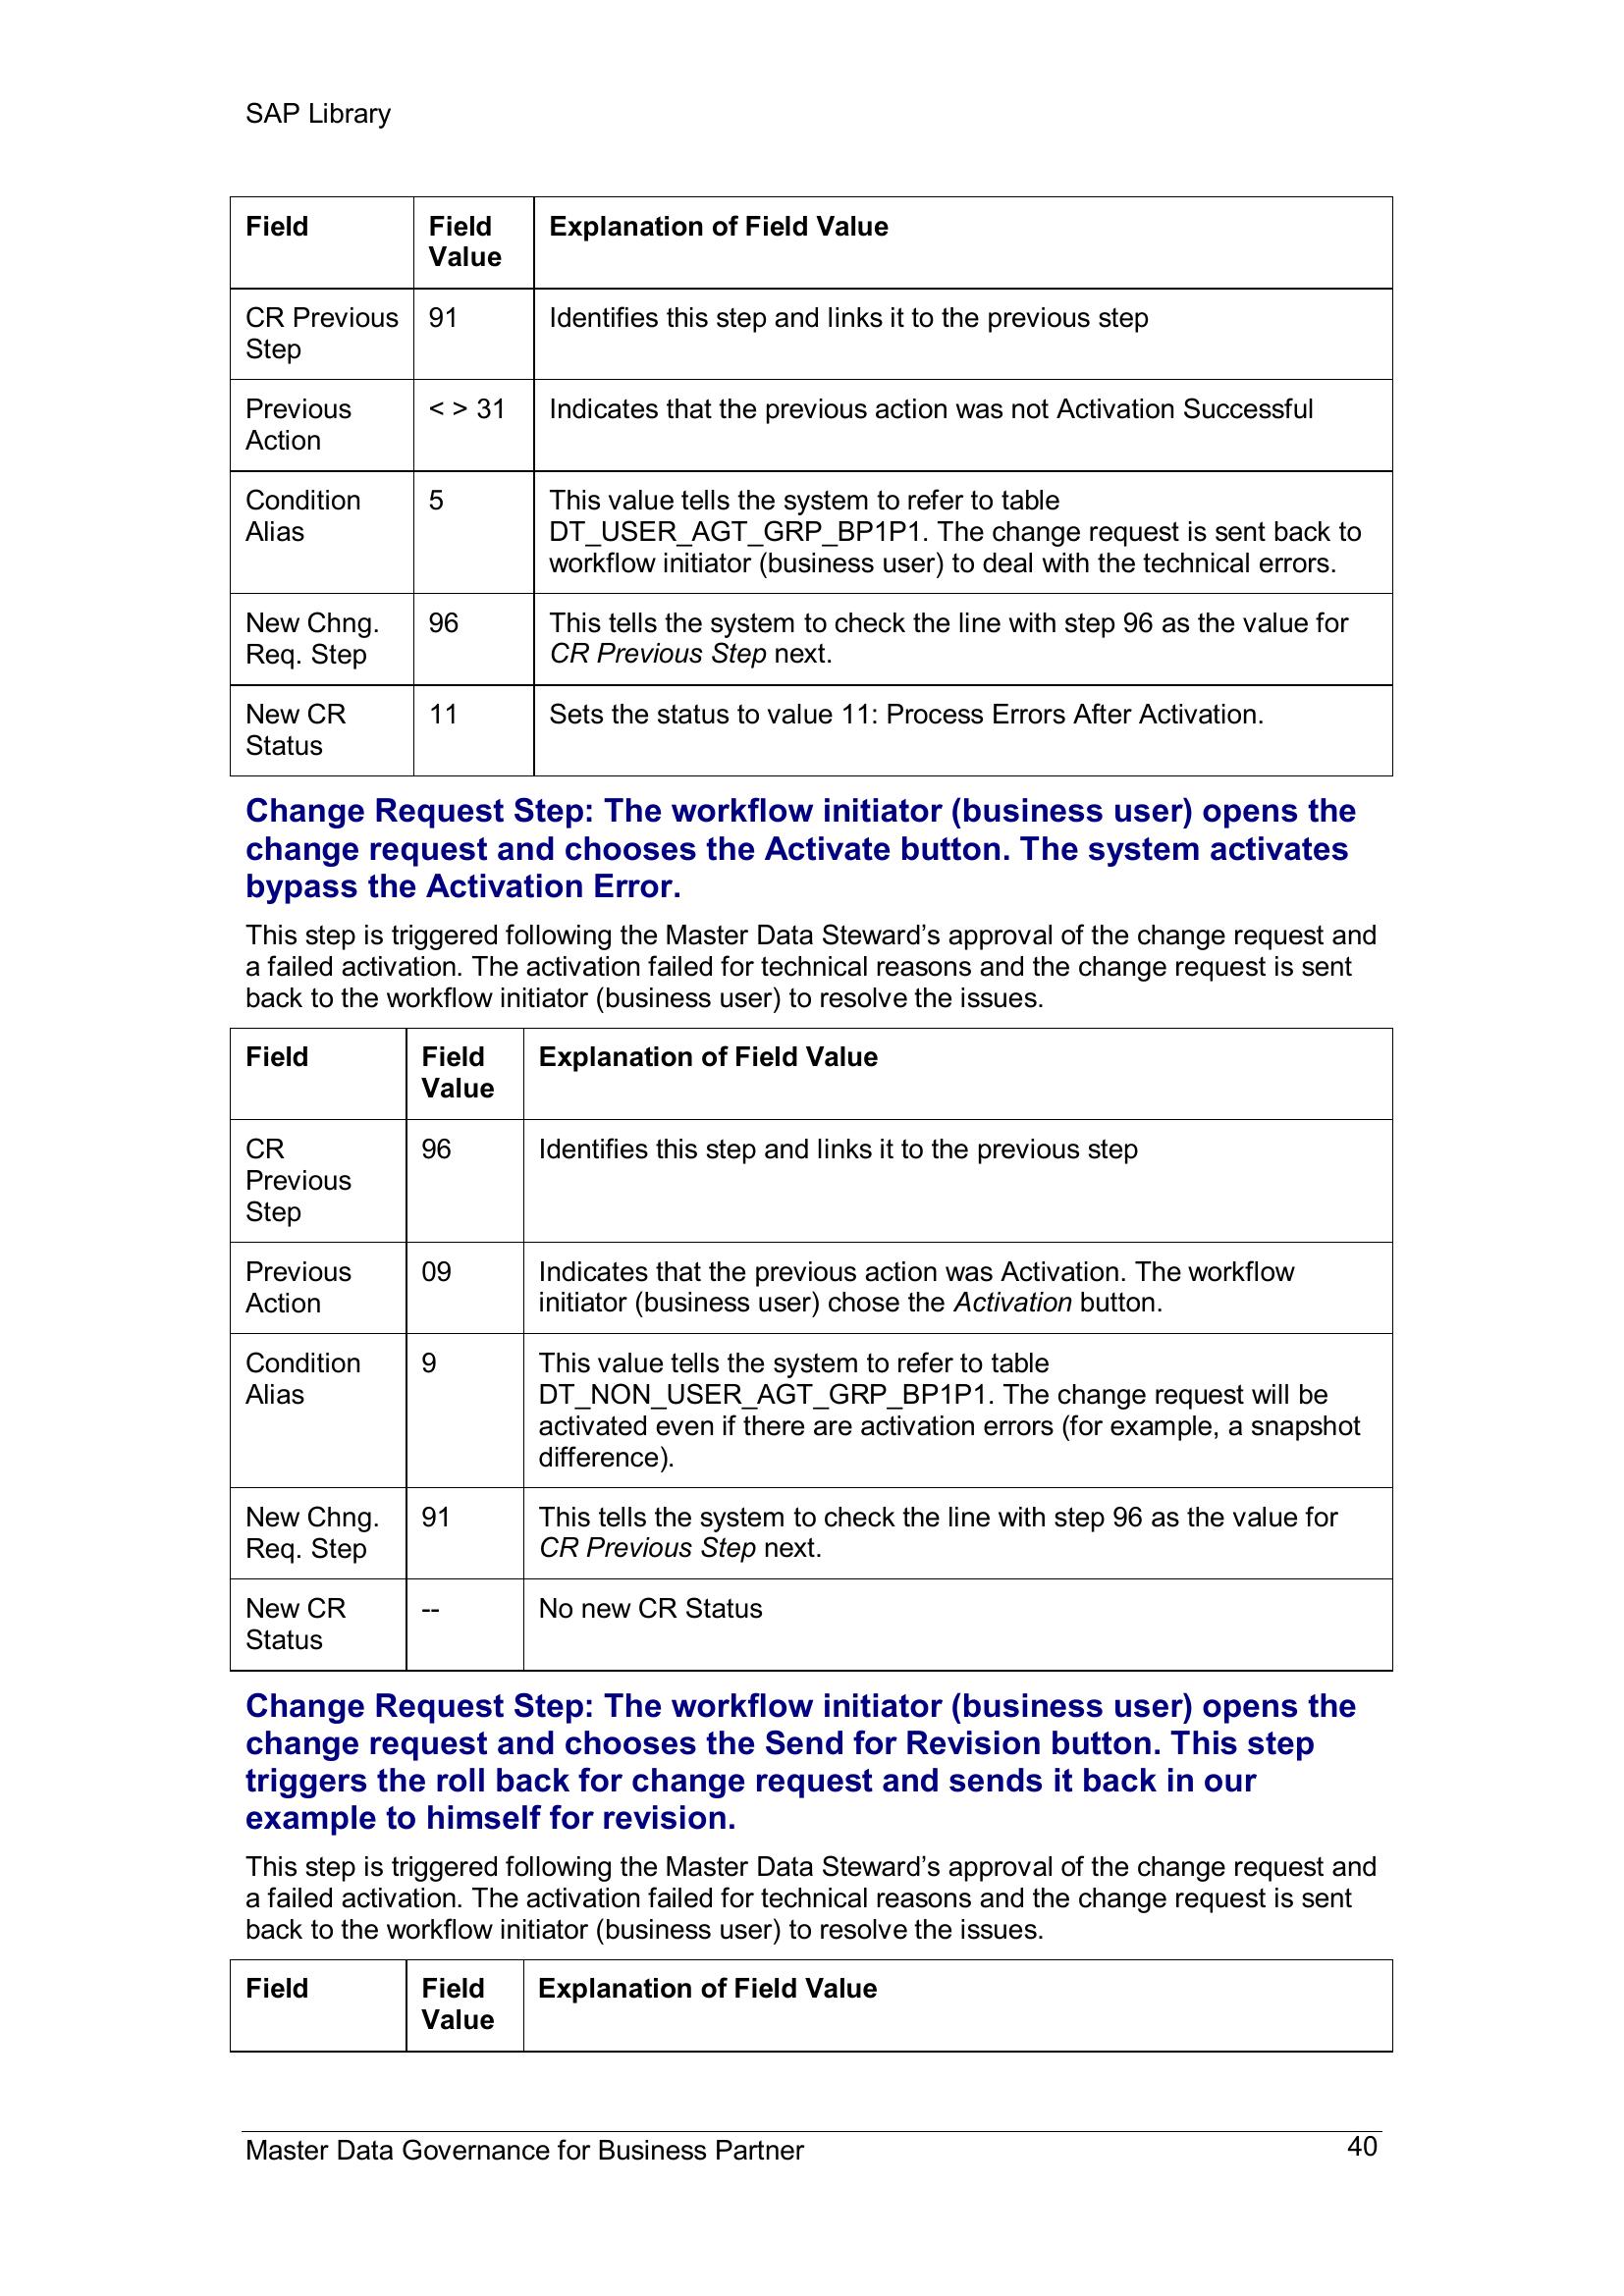 SAP Library
Field
Field
Value
Explanation of Field Value
CR Previous
Step
91
Identifies this step and links it to the previous step
Previous
Action
< > 31
Indicates that the previous action was not Activation Successful
Condition
Alias
5
This value tells the system to refer to table
DT_USER_AGT_GRP_BP1P1. The change request is sent back to
workflow initiator (business user) to deal with the technical errors.
New Chng.
Req. Step
96
This tells the system to check the line with step 96 as the value for
CR Previous Step next.
New CR
Status
11
Sets the status to value 11: Process Errors After Activation.
Change Request Step: The workflow initiator (business user) opens the
change request and chooses the Activate button. The system activates
bypass the Activation Error.
This step is triggered following the Master Data Steward’s approval of the change request and
a failed activation. The activation failed for technical reasons and the change request is sent
back to the workflow initiator (business user) to resolve the issues.
Field
Field
Value
Explanation of Field Value
CR
Previous
Step
96
Identifies this step and links it to the previous step
Previous
Action
09
Indicates that the previous action was Activation. The workflow
initiator (business user) chose the Activation button.
Condition
Alias
9
This value tells the system to refer to table
DT_NON_USER_AGT_GRP_BP1P1. The change request will be
activated even if there are activation errors (for example, a snapshot
difference).
New Chng.
Req. Step
91
This tells the system to check the line with step 96 as the value for
CR Previous Step next.
New CR
Status
--
No new CR Status
Change Request Step: The workflow initiator (business user) opens the
change request and chooses the Send for Revision button. This step
triggers the roll back for change request and sends it back in our
example to himself for revision.
This step is triggered following the Master Data Steward’s approval of the change request and
a failed activation. The activation failed for technical reasons and the change request is sent
back to the workflow initiator (business user) to resolve the issues.
Field
Field
Value
Explanation of Field Value
Master Data Governance for Business Partner
40